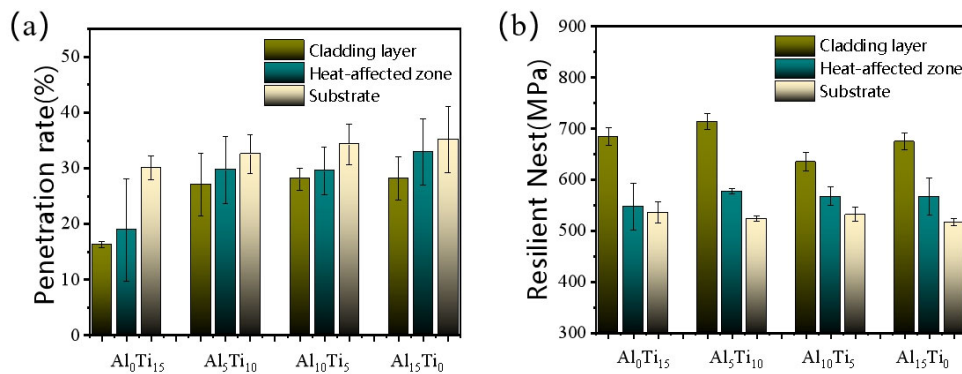 (a)
Penetration rate(%)
50
40
30
20
10
0
Cladding layer
Heat-affected zone
Substrate
Al₀Ti₁₅
Al₅Ti₁₀
Al₁₀Ti₅
Al₁₅Ti₀
(b)
Resilient Nest(MPa)
900
800
700
600
500
400
300
Cladding layer
Heat-affected zone
Substrate
Al₀Ti₁₅
Al₅Ti₁₀
Al₁₀Ti₅
Al₁₅Ti₀